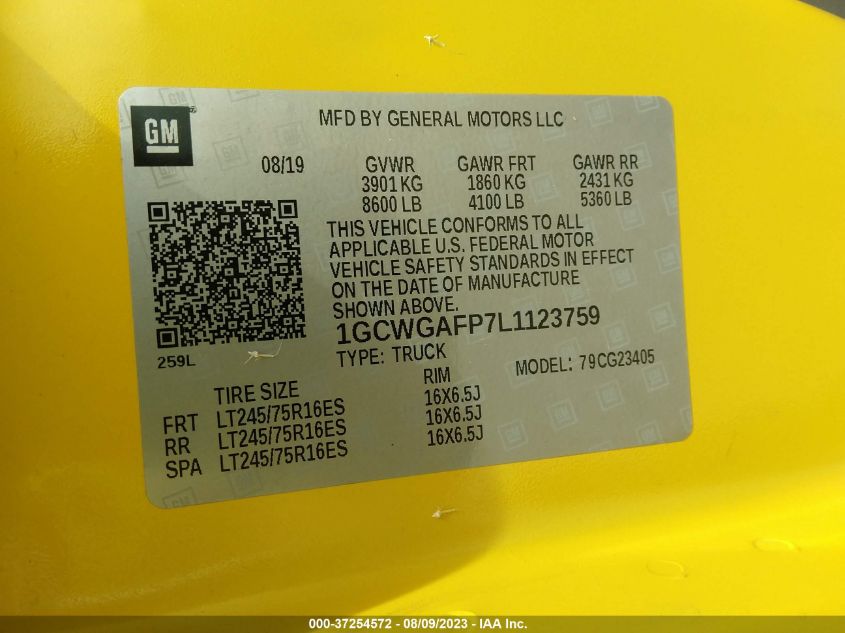 GM
MFD BY GENERAL MOTORS LLC
08/19 GVWR GAWR FRT GAWR RR
3901 KG 1860 KG 2431 KG
8600 LB 4100 LB 5360 LB
THIS VEHICLE CONFORMS TO ALL
APPLICABLE U.S. FEDERAL MOTOR
VEHICLE SAFETY STANDARDS IN EFFECT
ON THE DATE OF MANUFACTURE
SHOWN ABOVE.
1GCWGAFP7L1123759
259L
TYPE: TRUCK MODEL: 79CG23405
TIRE SIZE RIM
FRT LT245/75R16ES 16X6.5J
RR LT245/75R16ES 16X6.5J
SPA LT245/75R16ES 16X6.5J
000-37254572 - 08/09/2023 - IAA Inc.